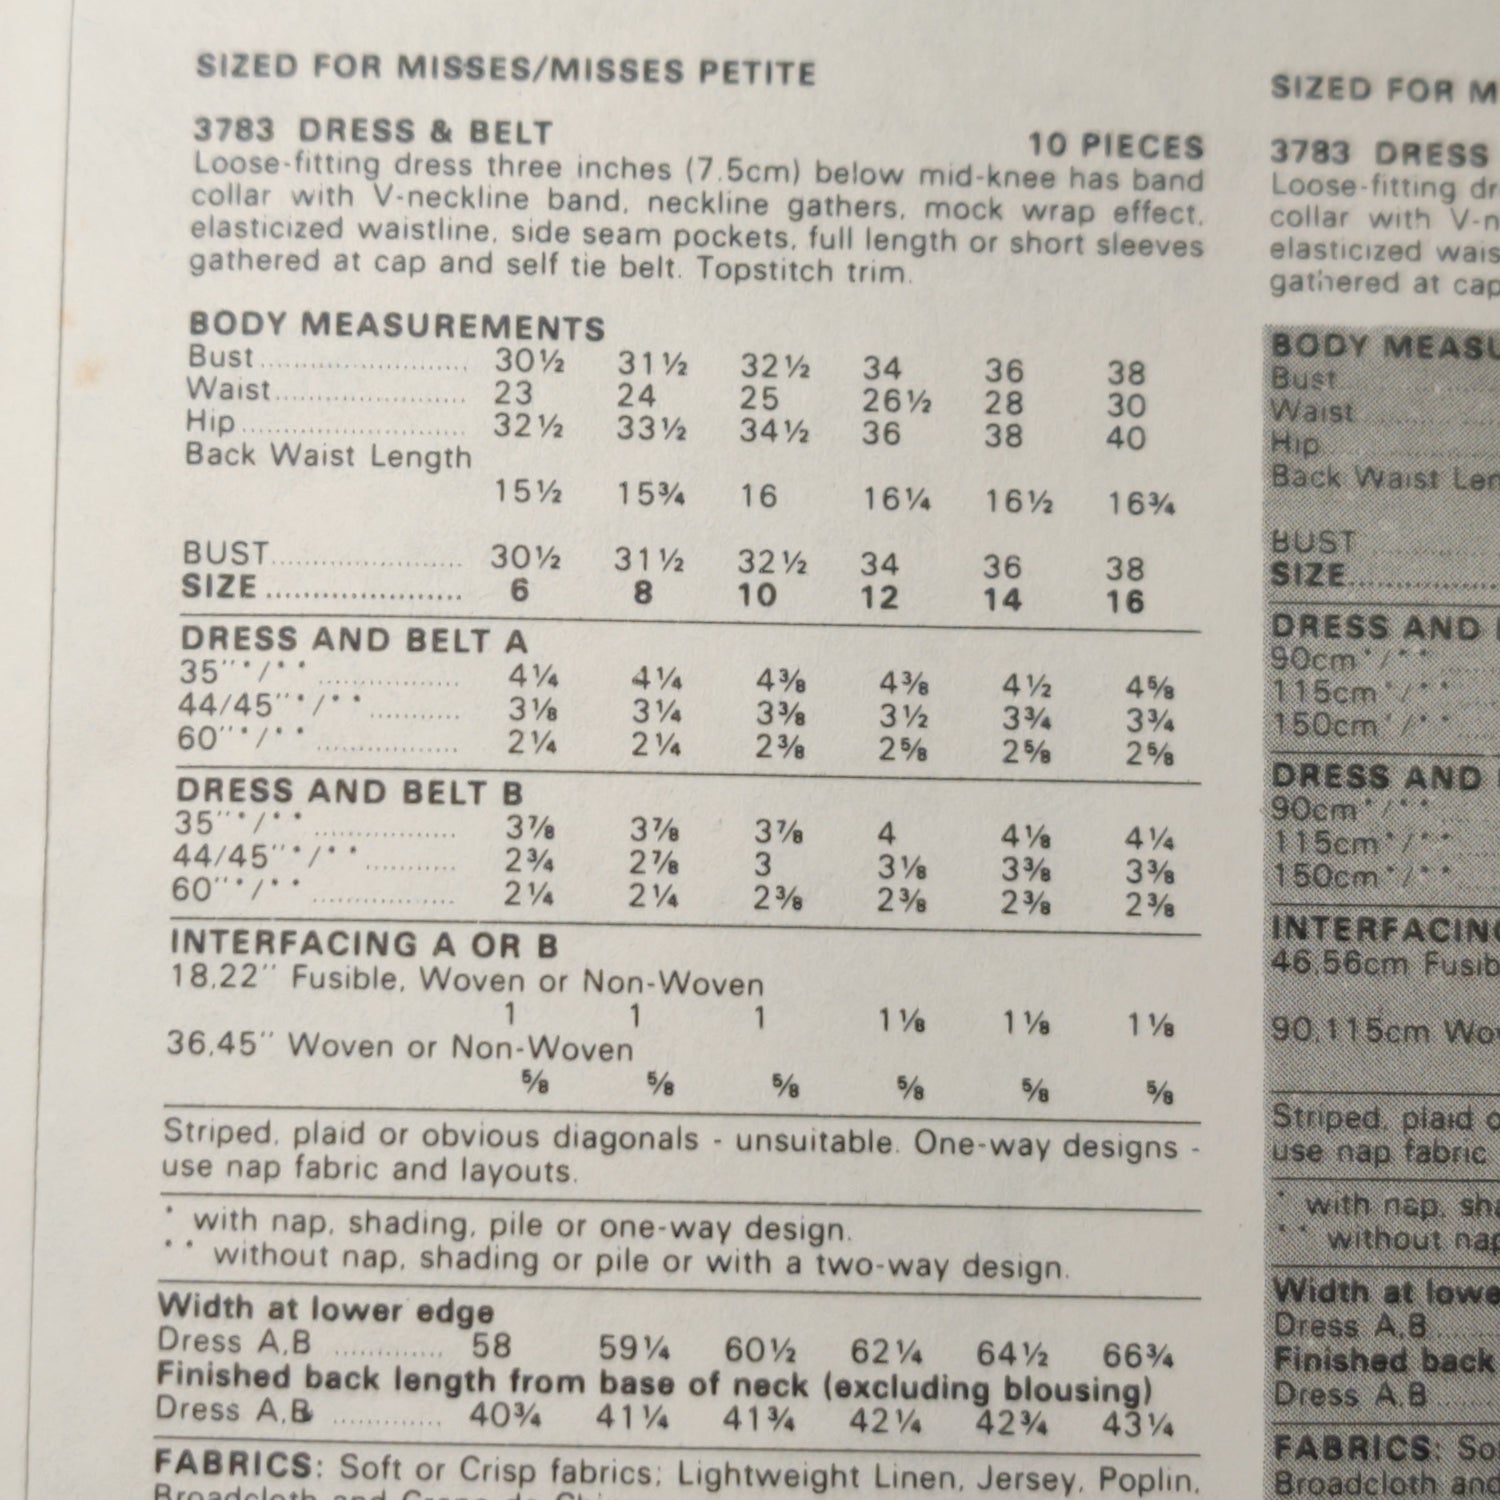 SIZED FOR MISSES/MISSES PETITE
3783 DRESS & BELT 10 PIECES
Loose-fitting dress three inches (7.5cm) below mid-knee has band
collar with V-neckline band, neckline gathers, mock wrap effect,
elasticized waistline, side seam pockets, full length or short sleeves
gathered at cap and self tie belt. Topstitch trim.
BODY MEASUREMENTS
Bust 30½ 31½ 32½ 34 36 38
Waist 23 24 25 26½ 28 30
Hip 32½ 33½ 34½ 36 38 40
Back Waist Length
15½ 15¾ 16 16¼ 16½ 16¾
BUST 30½ 31½ 32½ 34 36 38
SIZE 6 8 10 12 14 16
DRESS AND BELT A
35"*/** 4¼ 4¼ 4⅜ 4⅜ 4½ 4⅝
44/45"*/** 3⅛ 3¼ 3⅜ 3½ 3¾ 3¾
60"*/** 2¼ 2¼ 2⅜ 2⅝ 2⅝ 2⅝
DRESS AND BELT B
35"*/** 3⅞ 3⅞ 3⅞ 4 4⅛ 4¼
44/45"*/** 2¾ 2⅞ 3 3⅛ 3⅜ 3⅜
60"*/** 2¼ 2¼ 2⅜ 2⅜ 2⅜ 2⅜
INTERFACING A OR B
18,22" Fusible, Woven or Non-Woven
1 1 1 1⅛ 1⅛ 1⅛
36,45" Woven or Non-Woven
⅝ ⅝ ⅝ ⅝ ⅝ ⅝
Striped, plaid or obvious diagonals - unsuitable. One-way designs -
use nap fabric and layouts.
* with nap, shading, pile or one-way design.
** without nap, shading or pile or with a two-way design.
Width at lower edge
Dress A,B 58 59¼ 60½ 62¼ 64½ 66¾
Finished back length from base of neck (excluding blousing)
Dress A,B 40¾ 41¼ 41¾ 42¼ 42¾ 43¼
FABRICS: Soft or Crisp fabrics; Lightweight Linen, Jersey, Poplin,
SIZED FOR M
3783 DRESS
Loose-fitting dr
collar with V-n
elasticized wais
gathered at cap
BODY MEASU
Bust
Waist
Hip
Back Waist Len
BUST
SIZE
DRESS AND
90cm*/**
115cm*/**
150cm*/**
DRESS AND
90cm*/**
115cm*/**
150cm*/**
INTERFACING
46,56cm Fusib
90,115cm Wov
Striped, plaid o
use nap fabric
* with nap, sha
** without nap
Width at lowe
Dress A,B
Finished back
Dress A,B
FABRICS: So
Broadcloth and